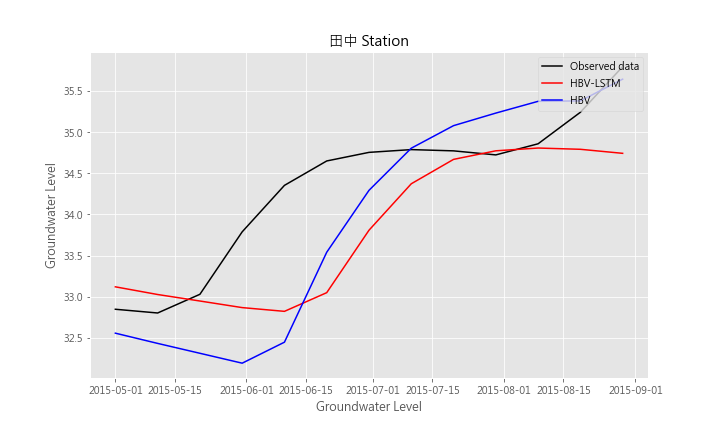 田中 Station
Observed data
HBV-LSTM
HBV
Groundwater Level
35.5
35.0
34.5
34.0
33.5
33.0
32.5
2015-05-01
2015-05-15
2015-06-01
2015-06-15
2015-07-01
2015-07-15
2015-08-01
2015-08-15
2015-09-01
Groundwater Level